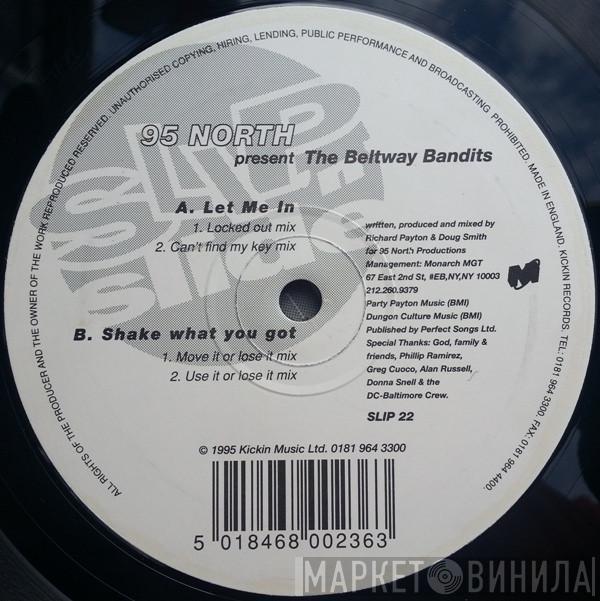 ALL RIGHTS OF THE PRODUCER AND THE OWNER OF THE WORK REPRODUCED RESERVED. UNAUTHORISED COPYING, HIRING, LENDING, PUBLIC PERFORMANCE AND BROADCASTING PROHIBITED. MADE IN ENGLAND. KICKIN RECORDS. TEL: 0181 964 3300. FAX: 0181 964 4400.
SLIP
'n'
slide
95 NORTH
present The Beltway Bandits
A. Let Me In
1. Locked out mix
2. Can't find my key mix
B. Shake what you got
1. Move it or lose it mix
2. Use it or lose it mix
written, produced and mixed by
Richard Payton & Doug Smith
for 95 North Productions
Management: Monarch MGT
67 East 2nd St, #EB,NY,NY 10003
212.260.9379
Party Payton Music (BMI)
Dungon Culture Music (BMI)
Published by Perfect Songs Ltd.
Special Thanks: God, family &
friends, Phillip Ramirez,
Greg Cuoco, Alan Russell,
Donna Snell & the
DC-Baltimore Crew.
SLIP 22
M
© 1995 Kickin Music Ltd. 0181 964 3300
5 018468 002363
МАРКЕТ ВИНИЛА